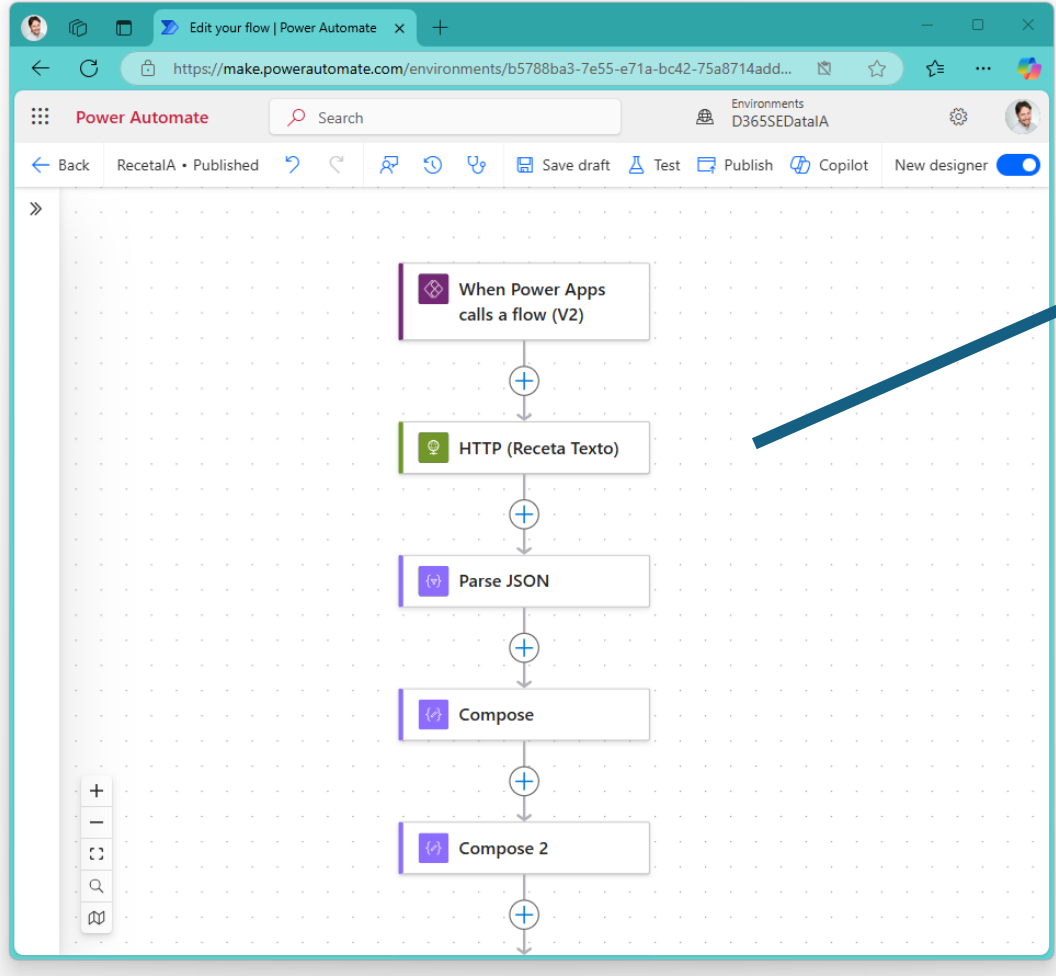 Edit your flow | Power Automate
https://make.powerautomate.com/environments/b5788ba3-7e55-e71a-bc42-75a8714add...
Power Automate
Search
Environments
D365SEDataIA
Back
RecetaIA • Published
Save draft
Test
Publish
Copilot
New designer
When Power Apps
calls a flow (V2)
HTTP (Receta Texto)
Parse JSON
Compose
Compose 2